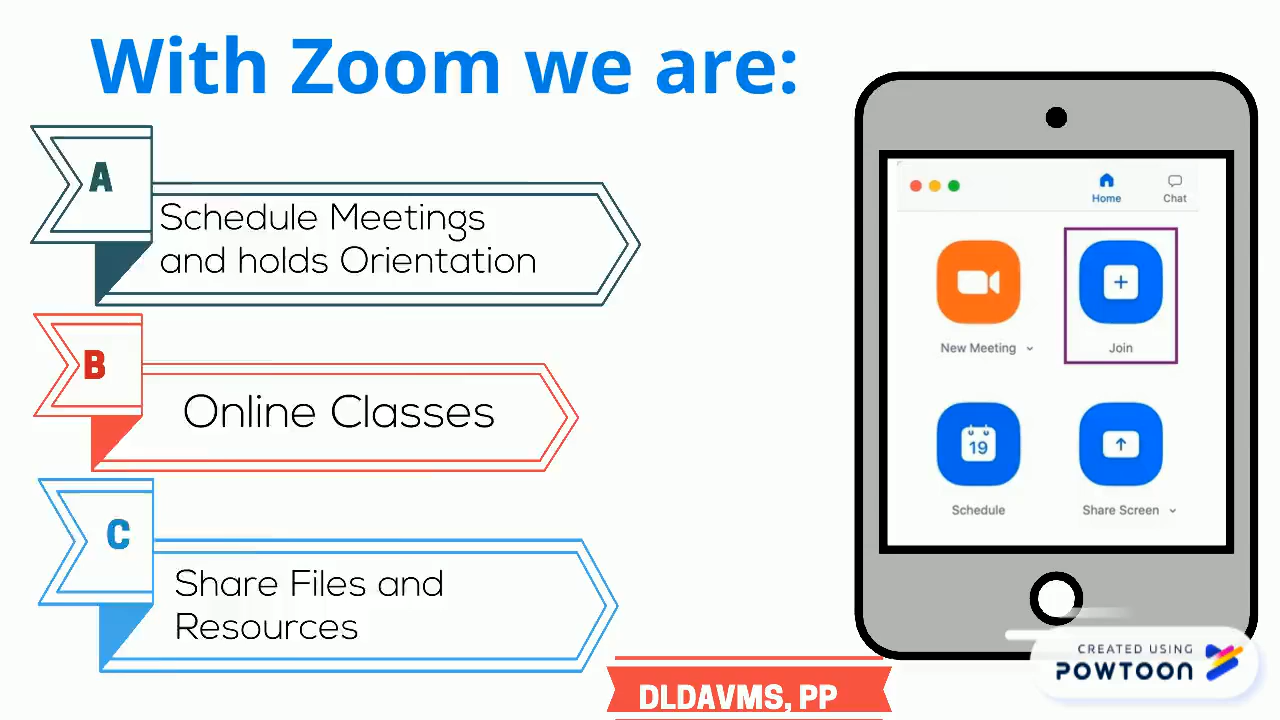 With Zoom we are:
A
Schedule Meetings
and holds Orientation
B
Online Classes
C
Share Files and
Resources
Home
Chat
New Meeting
Join
19
Schedule
Share Screen
DLDAVMS, PP
CREATED USING
POWTOON